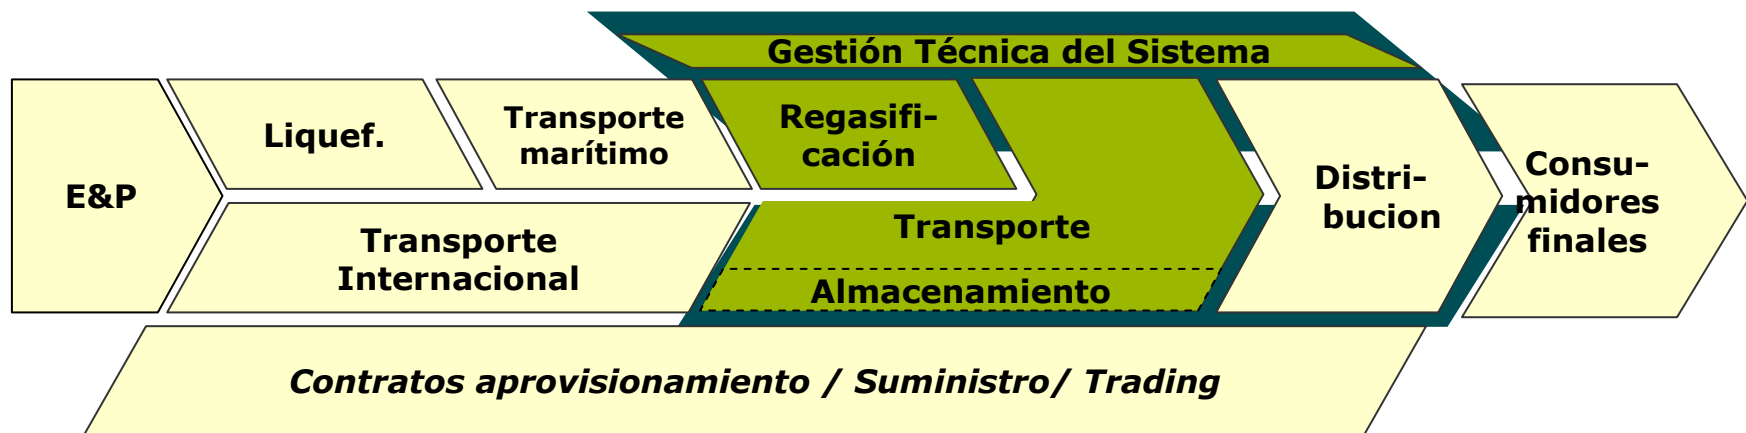 Gestión Técnica del Sistema
E&P
Liquef.
Transporte
marítimo
Regasifi-
cación
Transporte
Internacional
Transporte
Almacenamiento
Distri-
bucion
Consu-
midores
finales
Contratos aprovisionamiento / Suministro/ Trading